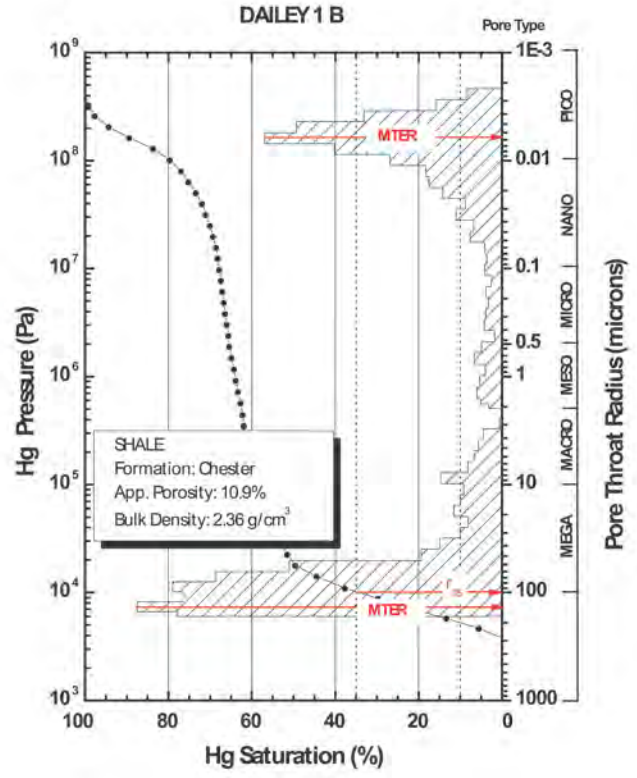 DAILEY 1 B
Pore Type
10⁹
10⁸
10⁷
10⁶
10⁵
10⁴
10³
Hg Pressure (Pa)
MTER
SHALE
Formation: Chester
App. Porosity: 10.9%
Bulk Density: 2.36 g/cm³
r₃₅
MTER
1E-3
0.01
0.1
0.5
1
10
100
1000
PICO
NANO
MICRO
MESO
MACRO
MEGA
Pore Throat Radius (microns)
100
80
60
40
20
0
Hg Saturation (%)